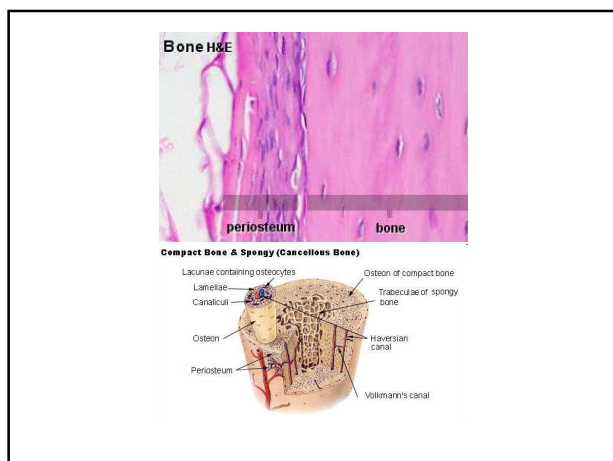 Bone H&E
periosteum
bone
Compact Bone & Spongy (Cancellous Bone)
Lacunae containing osteocytes
Lamellae
Canaliculi
Osteon
Periosteum
Osteon of compact bone
Trabeculae of spongy
bone
Haversian
canal
Volkmann's canal